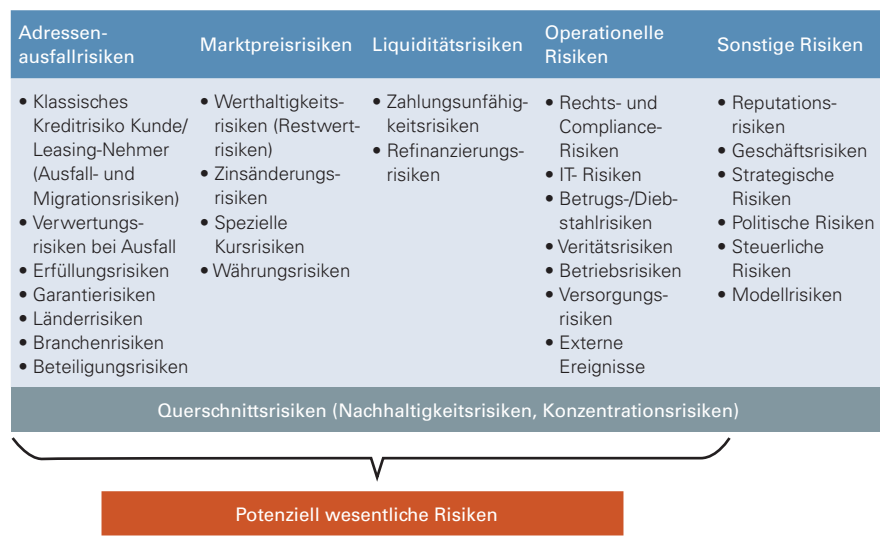 Adressen-
ausfallrisiken
Marktpreisrisiken
Liquiditätsrisiken
Operationelle
Risiken
Sonstige Risiken
• Klassisches
Kreditrisiko Kunde/
Leasing-Nehmer
(Ausfall- und
Migrationsrisiken)
• Verwertungs-
risiken bei Ausfall
• Erfüllungsrisiken
• Garantierisiken
• Länderrisiken
• Branchenrisiken
• Beteiligungsrisiken
• Werthaltigkeits-
risiken (Restwert-
risiken)
• Zinsänderungs-
risiken
• Spezielle
Kursrisiken
• Währungsrisiken
• Zahlungsunfähig-
keitsrisiken
• Refinanzierungs-
risiken
• Rechts- und
Compliance-
Risiken
• IT- Risiken
• Betrugs-/Dieb-
stahlrisiken
• Veritätsrisiken
• Betriebsrisiken
• Versorgungs-
risiken
• Externe
Ereignisse
• Reputations-
risiken
• Geschäftsrisiken
• Strategische
Risiken
• Politische Risiken
• Steuerliche
Risiken
• Modellrisiken
Querschnittsrisiken (Nachhaltigkeitsrisiken, Konzentrationsrisiken)
Potenziell wesentliche Risiken